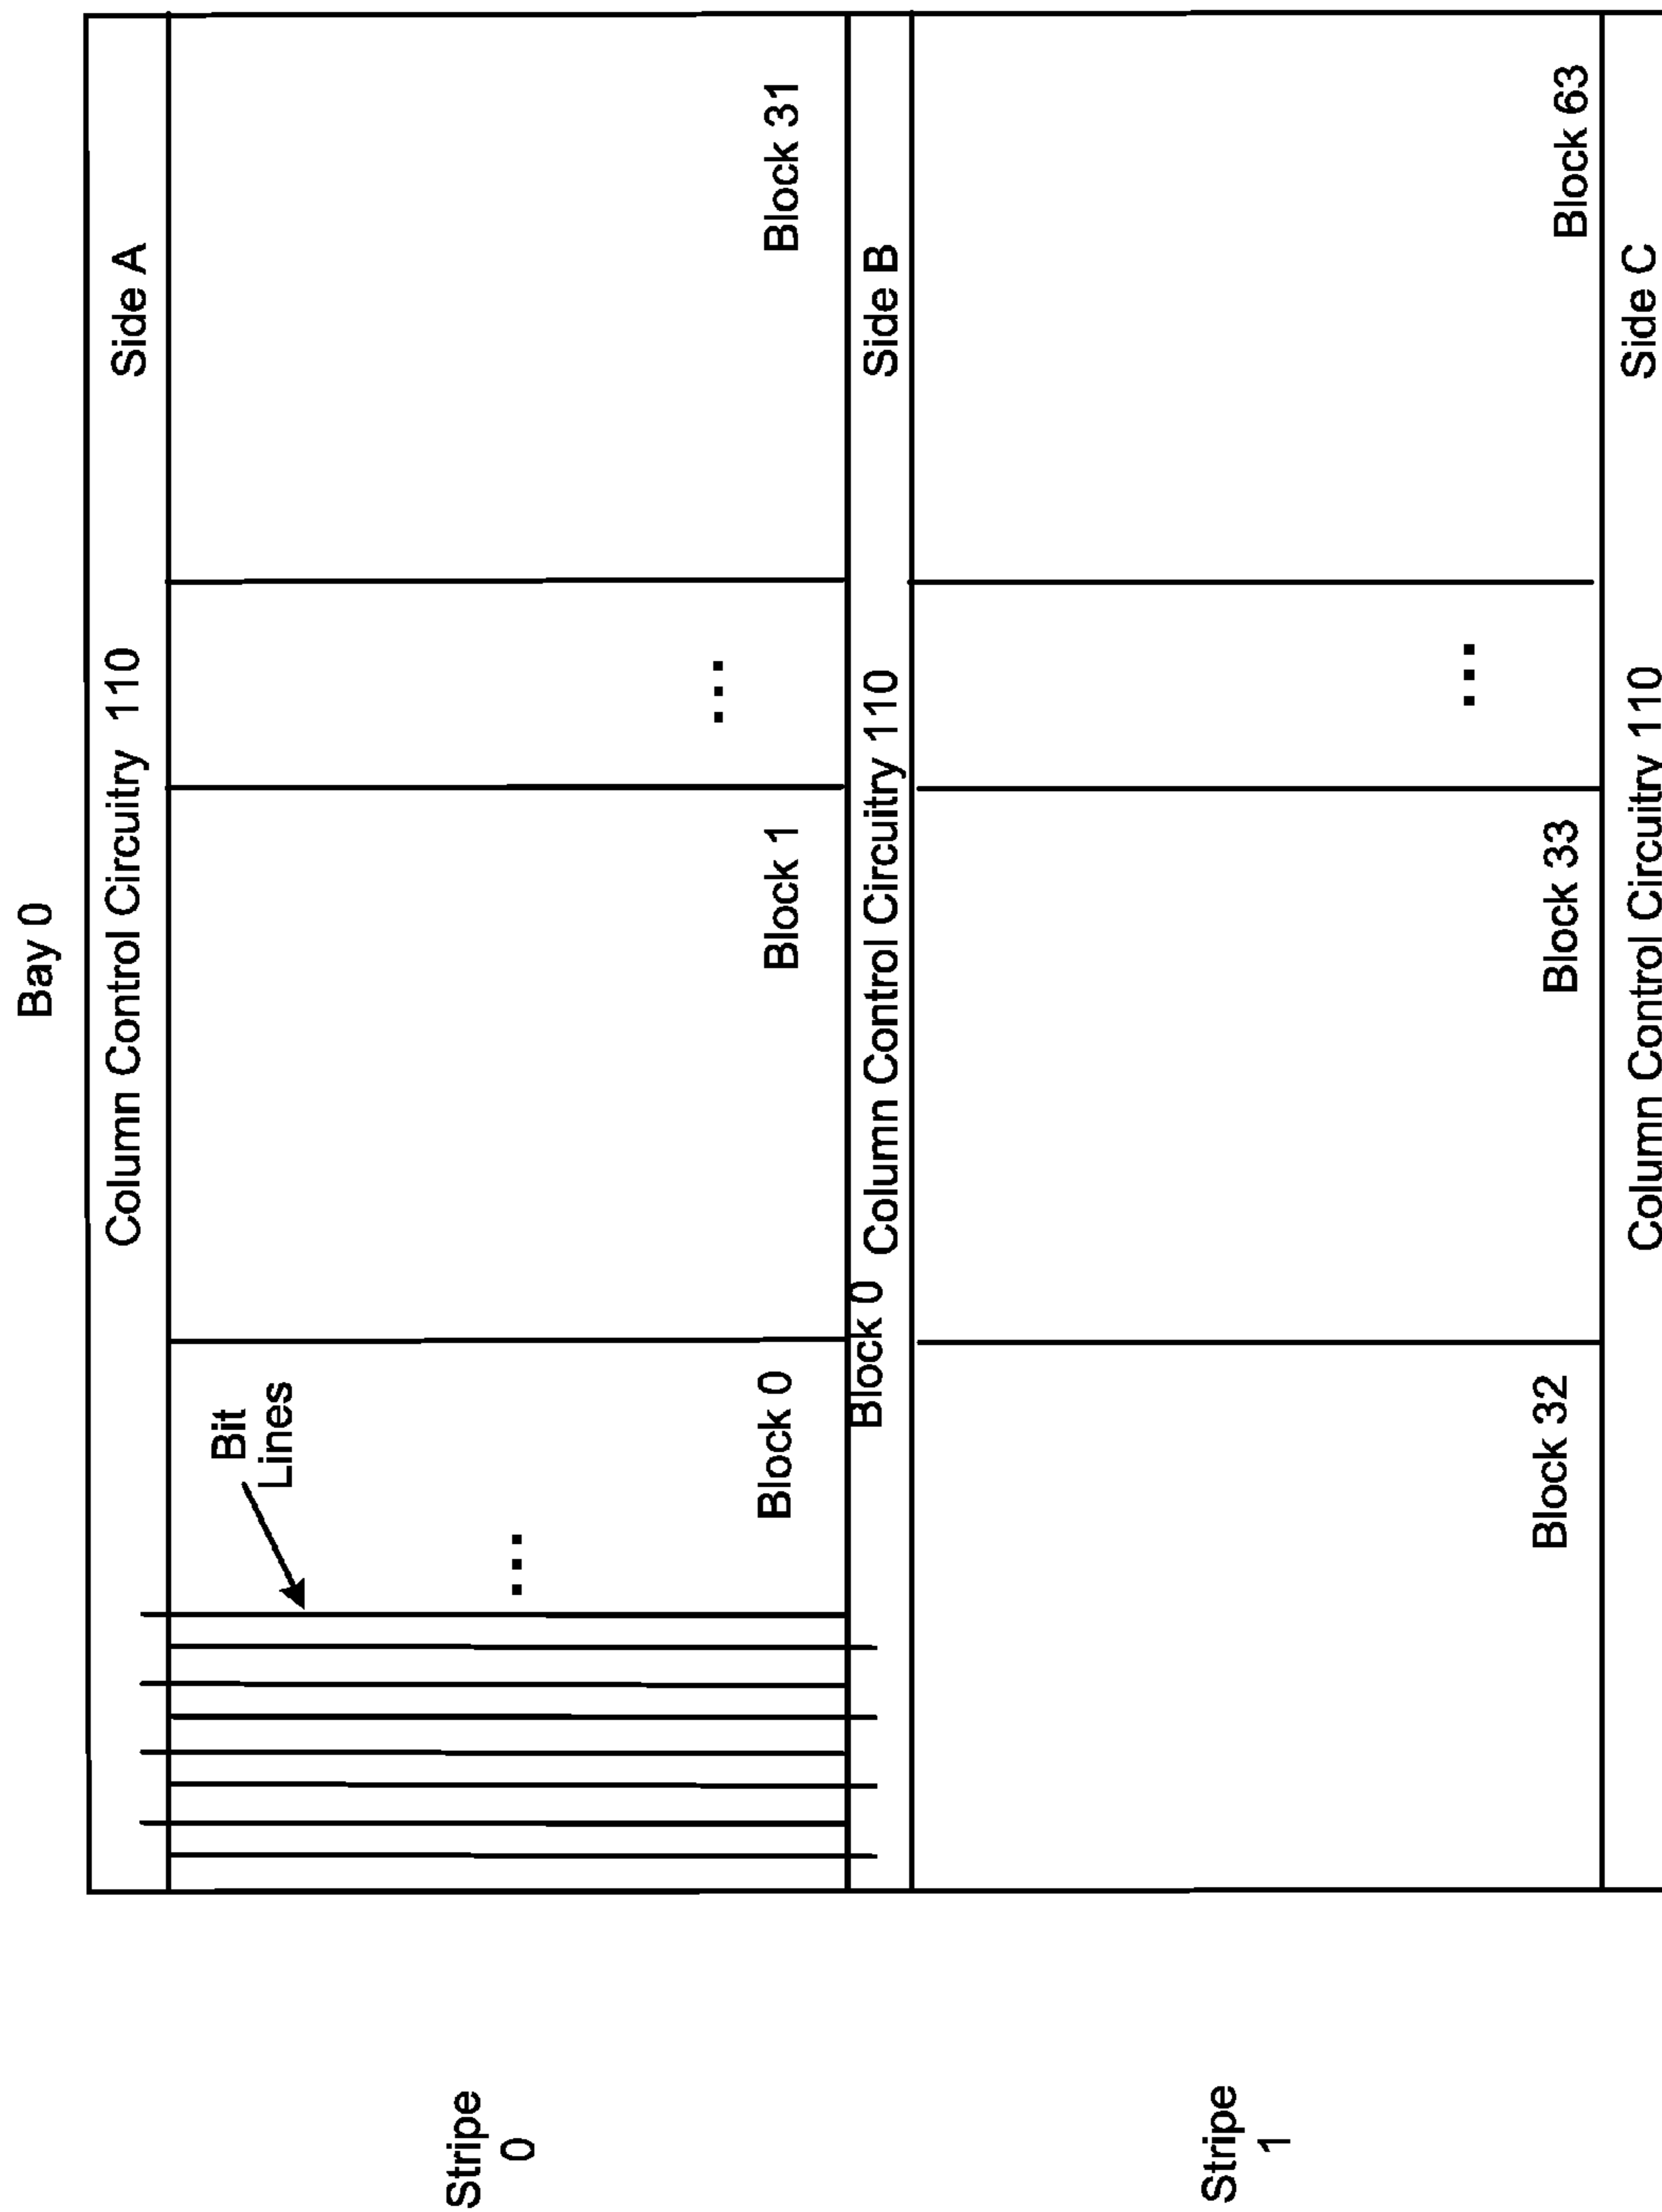 Bay 0
Column Control Circuitry 110
Side A
Stripe
0
Bit
Lines
...
...
Block 0
Block 1
Block 31
Block 0
Column Control Circuitry 110
Side B
Stripe
1
...
Block 32
Block 33
Block 63
Column Control Circuitry 110
Side C